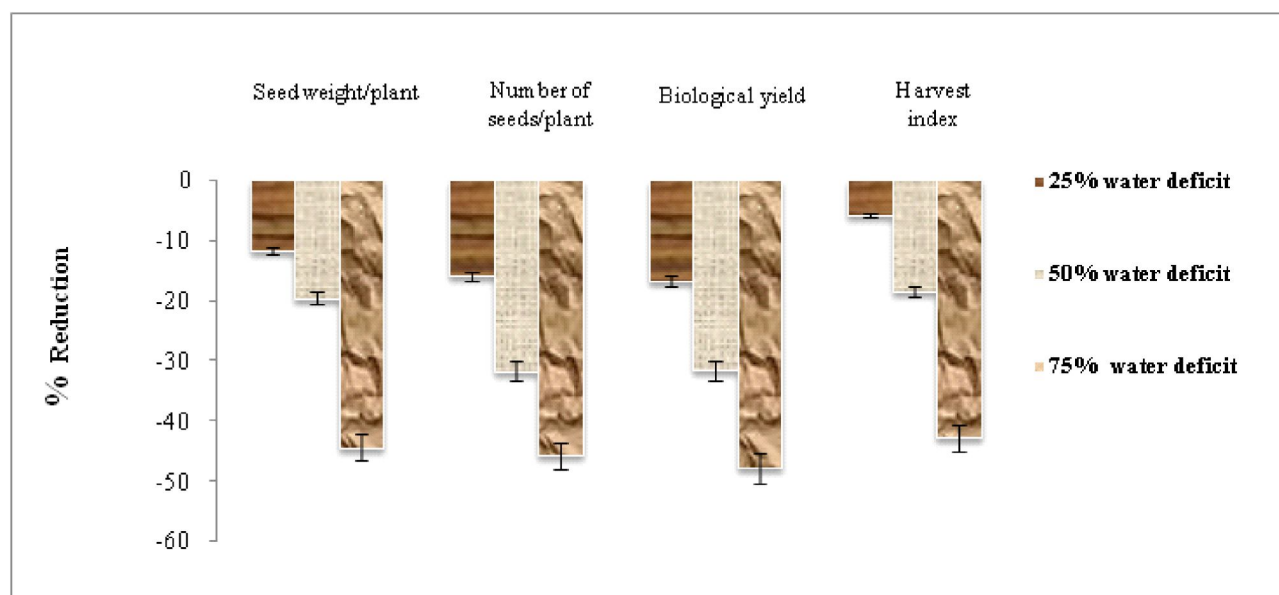 Seed weight/plant
Number of
seeds/plant
Biological yield
Harvest
index
0
-10
-20
-30
-40
-50
-60
% Reduction
25% water deficit
50% water deficit
75% water deficit